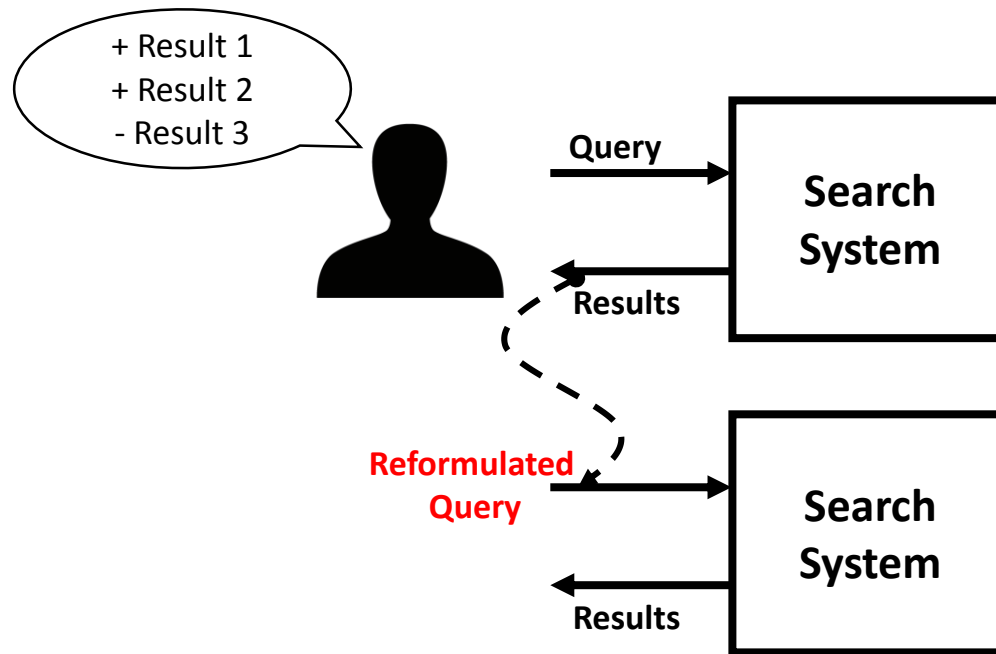 + Result 1
+ Result 2
- Result 3
Query
Search
System
Results
Reformulated
Query
Search
System
Results